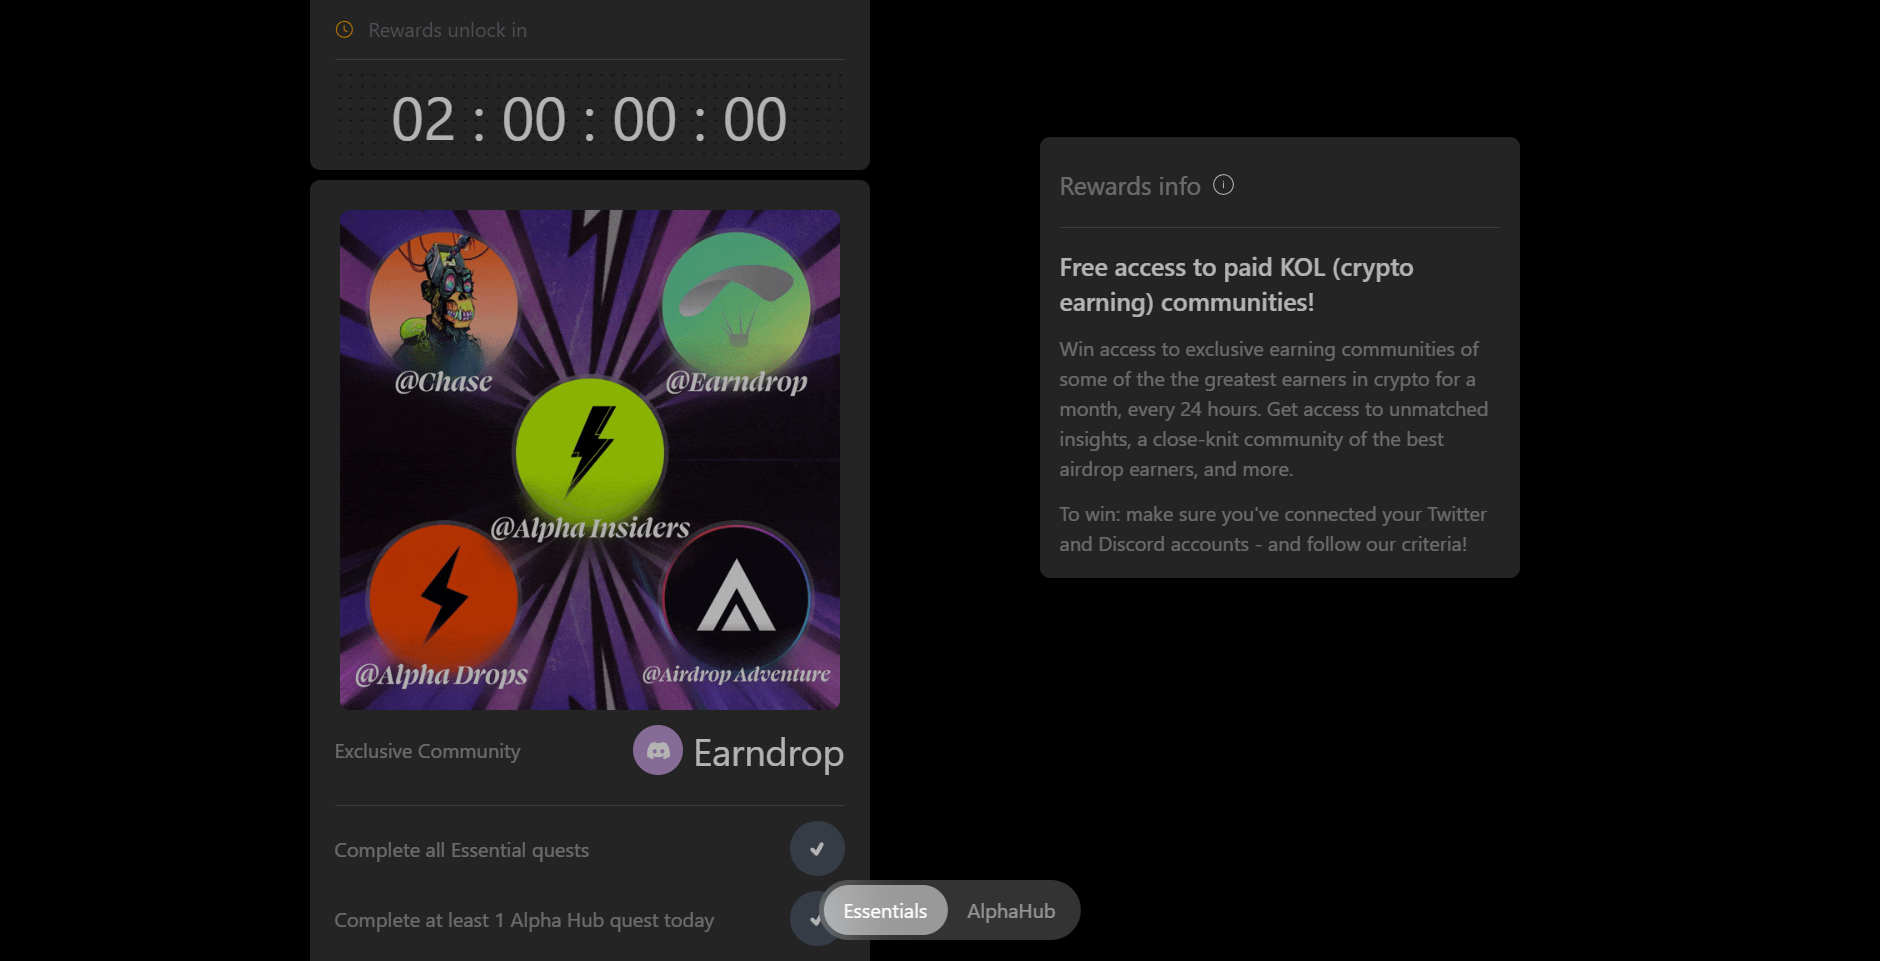 Rewards unlock in
02 : 00 : 00 : 00
@Chase
@Earndrop
@Alpha Insiders
@Alpha Drops
@Airdrop Adventure
Exclusive Community
Earndrop
Complete all Essential quests
Complete at least 1 Alpha Hub quest today
Essentials
AlphaHub
Rewards info
Free access to paid KOL (crypto
earning) communities!
Win access to exclusive earning communities of
some of the the greatest earners in crypto for a
month, every 24 hours. Get access to unmatched
insights, a close-knit community of the best
airdrop earners, and more.
To win: make sure you've connected your Twitter
and Discord accounts - and follow our criteria!